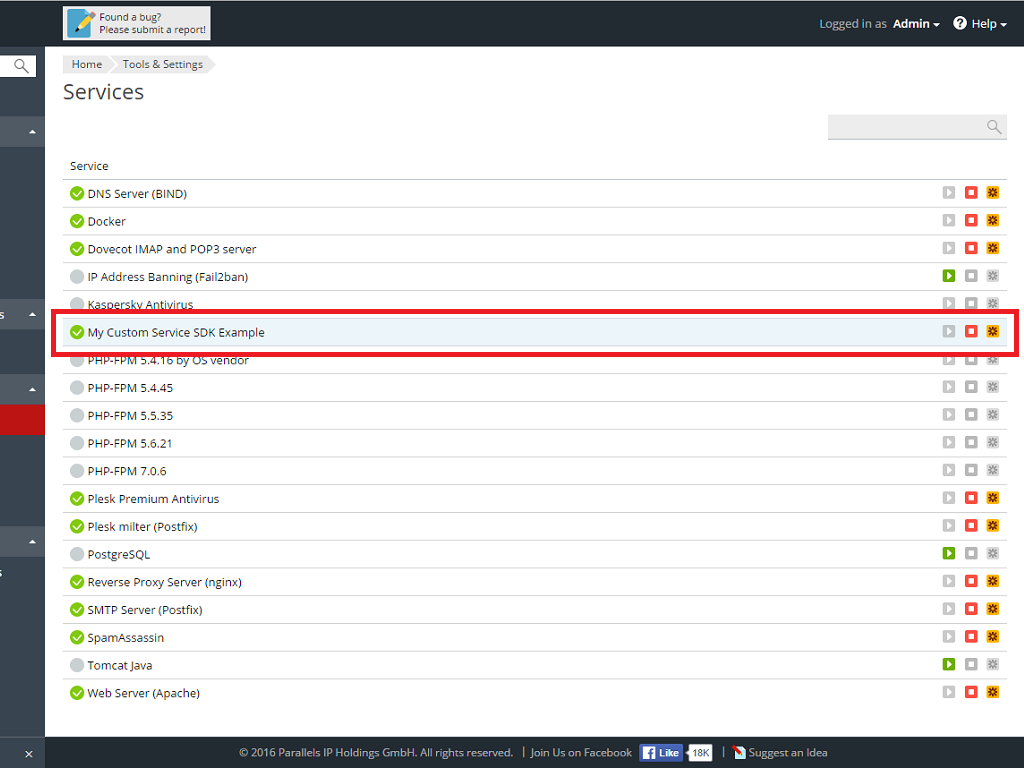 Found a bug?
Please submit a report!
Logged in as Admin
Help
Home
Tools & Settings
Services
Service
DNS Server (BIND)
Docker
Dovecot IMAP and POP3 server
IP Address Banning (Fail2ban)
Kaspersky Antivirus
My Custom Service SDK Example
PHP-FPM 5.4.16 by OS vendor
PHP-FPM 5.4.45
PHP-FPM 5.5.35
PHP-FPM 5.6.21
PHP-FPM 7.0.6
Plesk Premium Antivirus
Plesk milter (Postfix)
PostgreSQL
Reverse Proxy Server (nginx)
SMTP Server (Postfix)
SpamAssassin
Tomcat Java
Web Server (Apache)
© 2016 Parallels IP Holdings GmbH. All rights reserved. | Join Us on Facebook Like 18K | Suggest an Idea